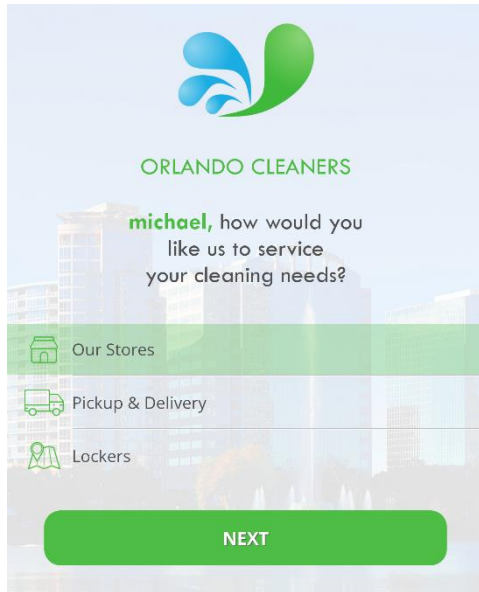 ORLANDO CLEANERS
michael, how would you
like us to service
your cleaning needs?
Our Stores
Pickup & Delivery
Lockers
NEXT